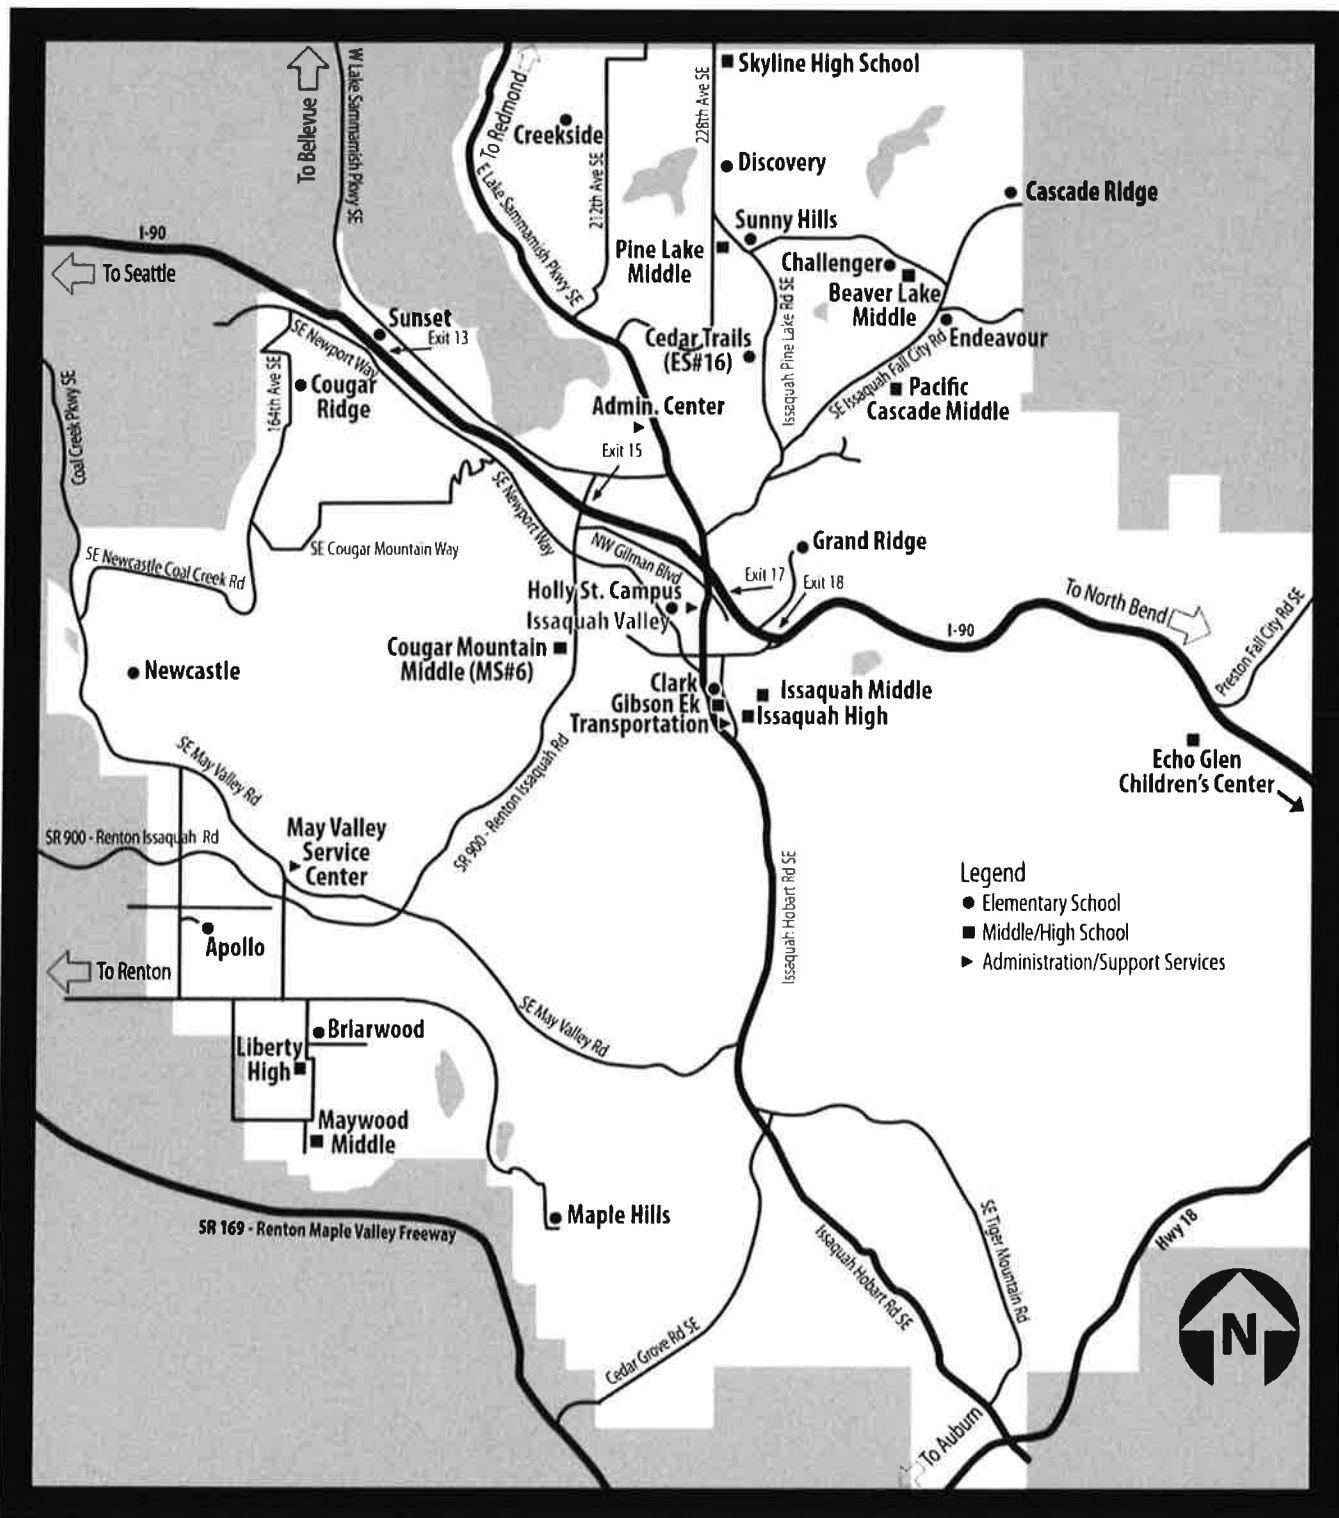 To Bellevue
W Lake Sammamish Pkwy SE
To Redmond
E Lake Sammamish Pkwy SE
Creekside
212th Ave SE
228th Ave SE
Skyline High School
Discovery
Cascade Ridge
Sunny Hills
Pine Lake
Middle
Challenger
Beaver Lake
Middle
Endeavour
I-90
To Seattle
Sunset
Exit 13
SE Newport Way
164th Ave SE
Cougar
Ridge
Cedar Trails
(ES#16)
Issaquah Pine Lake Rd SE
SE Issaquah Fall City Rd
Pacific
Cascade Middle
Admin. Center
Exit 15
Coal Creek Pkwy SE
SE Newport Way
SE Cougar Mountain Way
SE Newcastle Coal Creek Rd
NW Gilman Blvd
Grand Ridge
Exit 17
Exit 18
Holly St. Campus
Issaquah Valley
To North Bend
I-90
Preston Fall City Rd SE
Cougar Mountain
Middle (MS#6)
Newcastle
Clark
Gibson Ek
Transportation
Issaquah Middle
Issaquah High
Echo Glen
Children's Center
SE May Valley Rd
SR 900 - Renton Issaquah Rd
SR 900 - Renton Issaquah Rd
May Valley
Service
Center
Issaquah Hobart Rd SE
Legend
Elementary School
Middle/High School
Administration/Support Services
Apollo
To Renton
SE May Valley Rd
Briarwood
Liberty
High
Maywood
Middle
Maple Hills
SR 169 - Renton Maple Valley Freeway
Issaquah Hobart Rd SE
SE Tiger Mountain Rd
Hwy 18
Cedar Grove Rd SE
To Auburn
N